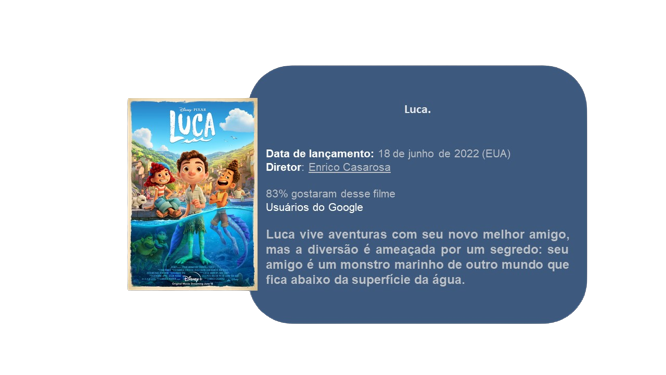 Disney · PIXAR
LUCA
Disney+
Luca.
Data de lançamento: 18 de junho de 2022 (EUA)
Diretor: Enrico Casarosa
83% gostaram desse filme
Usuários do Google
Luca vive aventuras com seu novo melhor amigo,
mas a diversão é ameaçada por um segredo: seu
amigo é um monstro marinho de outro mundo que
fica abaixo da superfície da água.